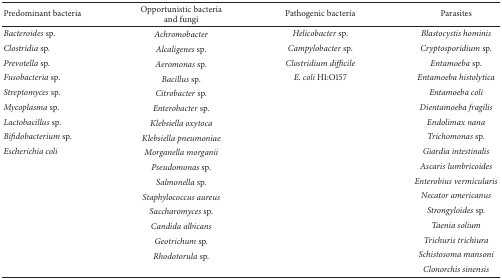 Predominant bacteria Opportunistic bacteria and fungi Pathogenic bacteria Parasites
Bacteroides sp. Achromobacter Helicobacter sp. Blastocystis hominis
Clostridia sp. Alcaligenes sp. Campylobacter sp. Cryptosporidium sp.
Prevotella sp. Aeromonas sp. Clostridium difficile Entamoeba sp.
Fusobacteria sp. Bacillus sp. E. coli H1:O157 Entamoeba histolytica
Streptomyces sp. Citrobacter sp. Entamoeba coli
Mycoplasma sp. Enterobacter sp. Dientamoeba fragilis
Lactobacillus sp. Klebsiella oxytoca Endolimax nana
Bifidobacterium sp. Klebsiella pneumoniae Trichomonas sp.
Escherichia coli Morganella morganii Giardia intestinalis
Pseudomonas sp. Ascaris lumbricoides
Salmonella sp. Enterobius vermicularis
Staphylococcus aureus Necator americanus
Saccharomyces sp. Strongyloides sp.
Candida albicans Taenia solium
Geotrichum sp. Trichuris trichiura
Rhodotorula sp. Schistosoma mansoni
Clonorchis sinensis